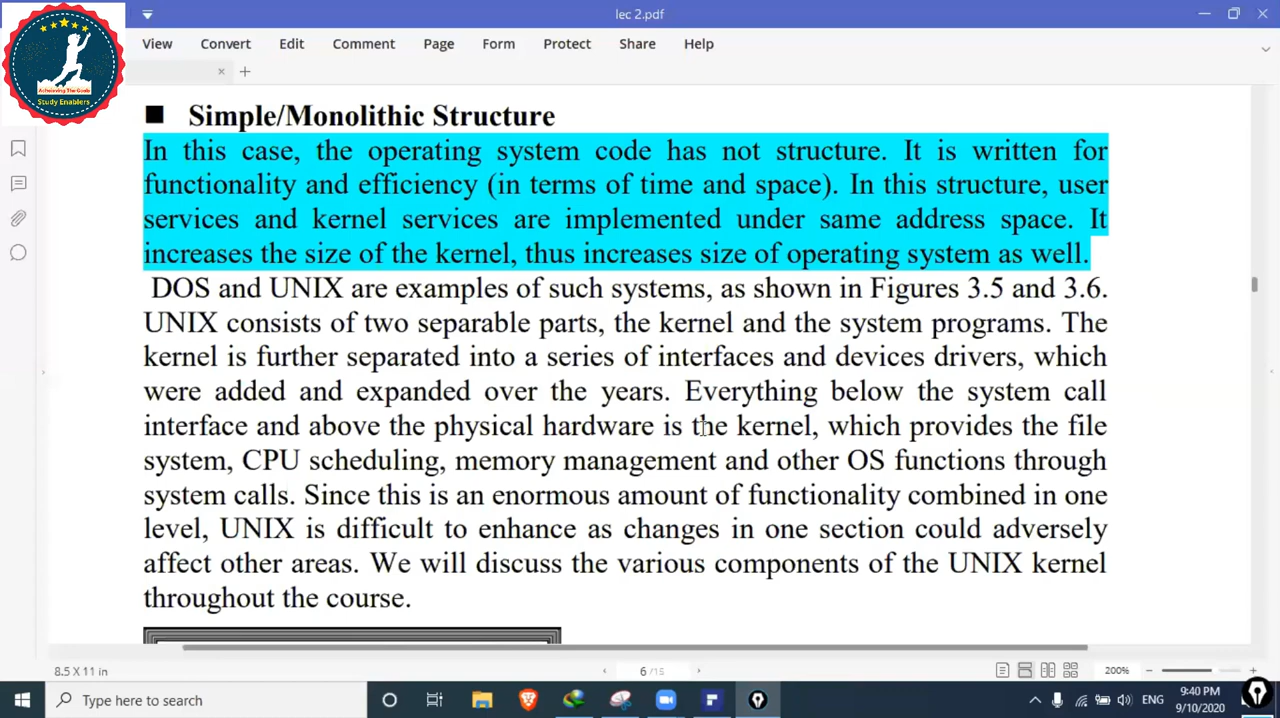 lec 2.pdf
View Convert Edit Comment Page Form Protect Share Help
Acheiveing The Goals
Study Enablers
Simple/Monolithic Structure
In this case, the operating system code has not structure. It is written for
functionality and efficiency (in terms of time and space). In this structure, user
services and kernel services are implemented under same address space. It
increases the size of the kernel, thus increases size of operating system as well.
DOS and UNIX are examples of such systems, as shown in Figures 3.5 and 3.6.
UNIX consists of two separable parts, the kernel and the system programs. The
kernel is further separated into a series of interfaces and devices drivers, which
were added and expanded over the years. Everything below the system call
interface and above the physical hardware is the kernel, which provides the file
system, CPU scheduling, memory management and other OS functions through
system calls. Since this is an enormous amount of functionality combined in one
level, UNIX is difficult to enhance as changes in one section could adversely
affect other areas. We will discuss the various components of the UNIX kernel
throughout the course.
8.5 X 11 in
6 /15
200%
Type here to search
ENG
9:40 PM
9/10/2020